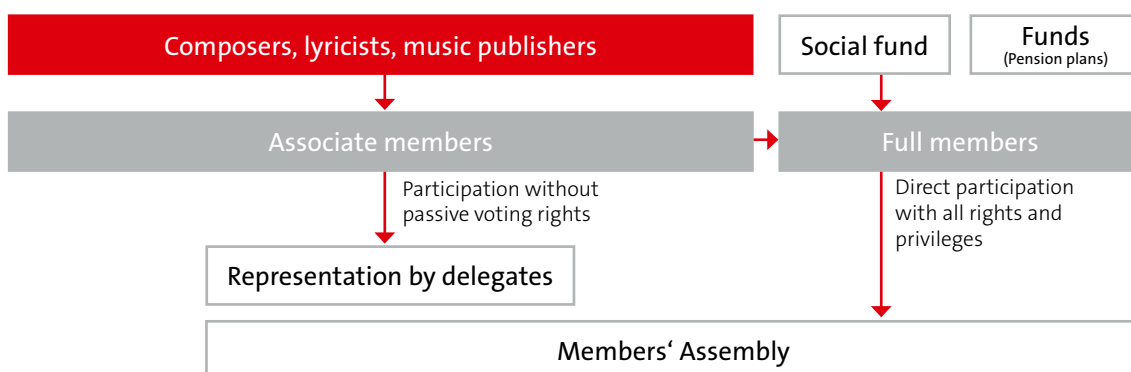 Composers, lyricists, music publishers
Social fund
Funds
(Pension plans)
Associate members
Full members
Participation without
passive voting rights
Direct participation
with all rights and
privileges
Representation by delegates
Members‘ Assembly